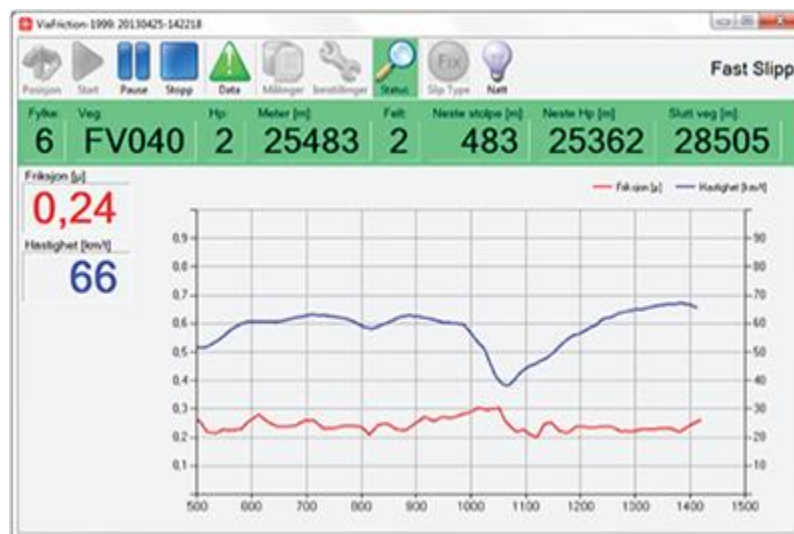 ViaFriction-1999: 20130425-142218
Posisjon Start Pause Stopp Data Målinger Innstillinger Status Fix Slip Type Natt Fast Slipp
Fylke: Veg: Hp: Meter [m]: Felt: Neste stolpe [m]: Neste Hp [m]: Slutt veg [m]:
6 FV040 2 25483 2 483 25362 28505
Friksjon [µ]
0,24
Hastighet [km/t]
66
Friksjon [µ] Hastighet [km/t]
0,9 90
0,8 80
0,7 70
0,6 60
0,5 50
0,4 40
0,3 30
0,2 20
0,1 10
500 600 700 800 900 1000 1100 1200 1300 1400 1500